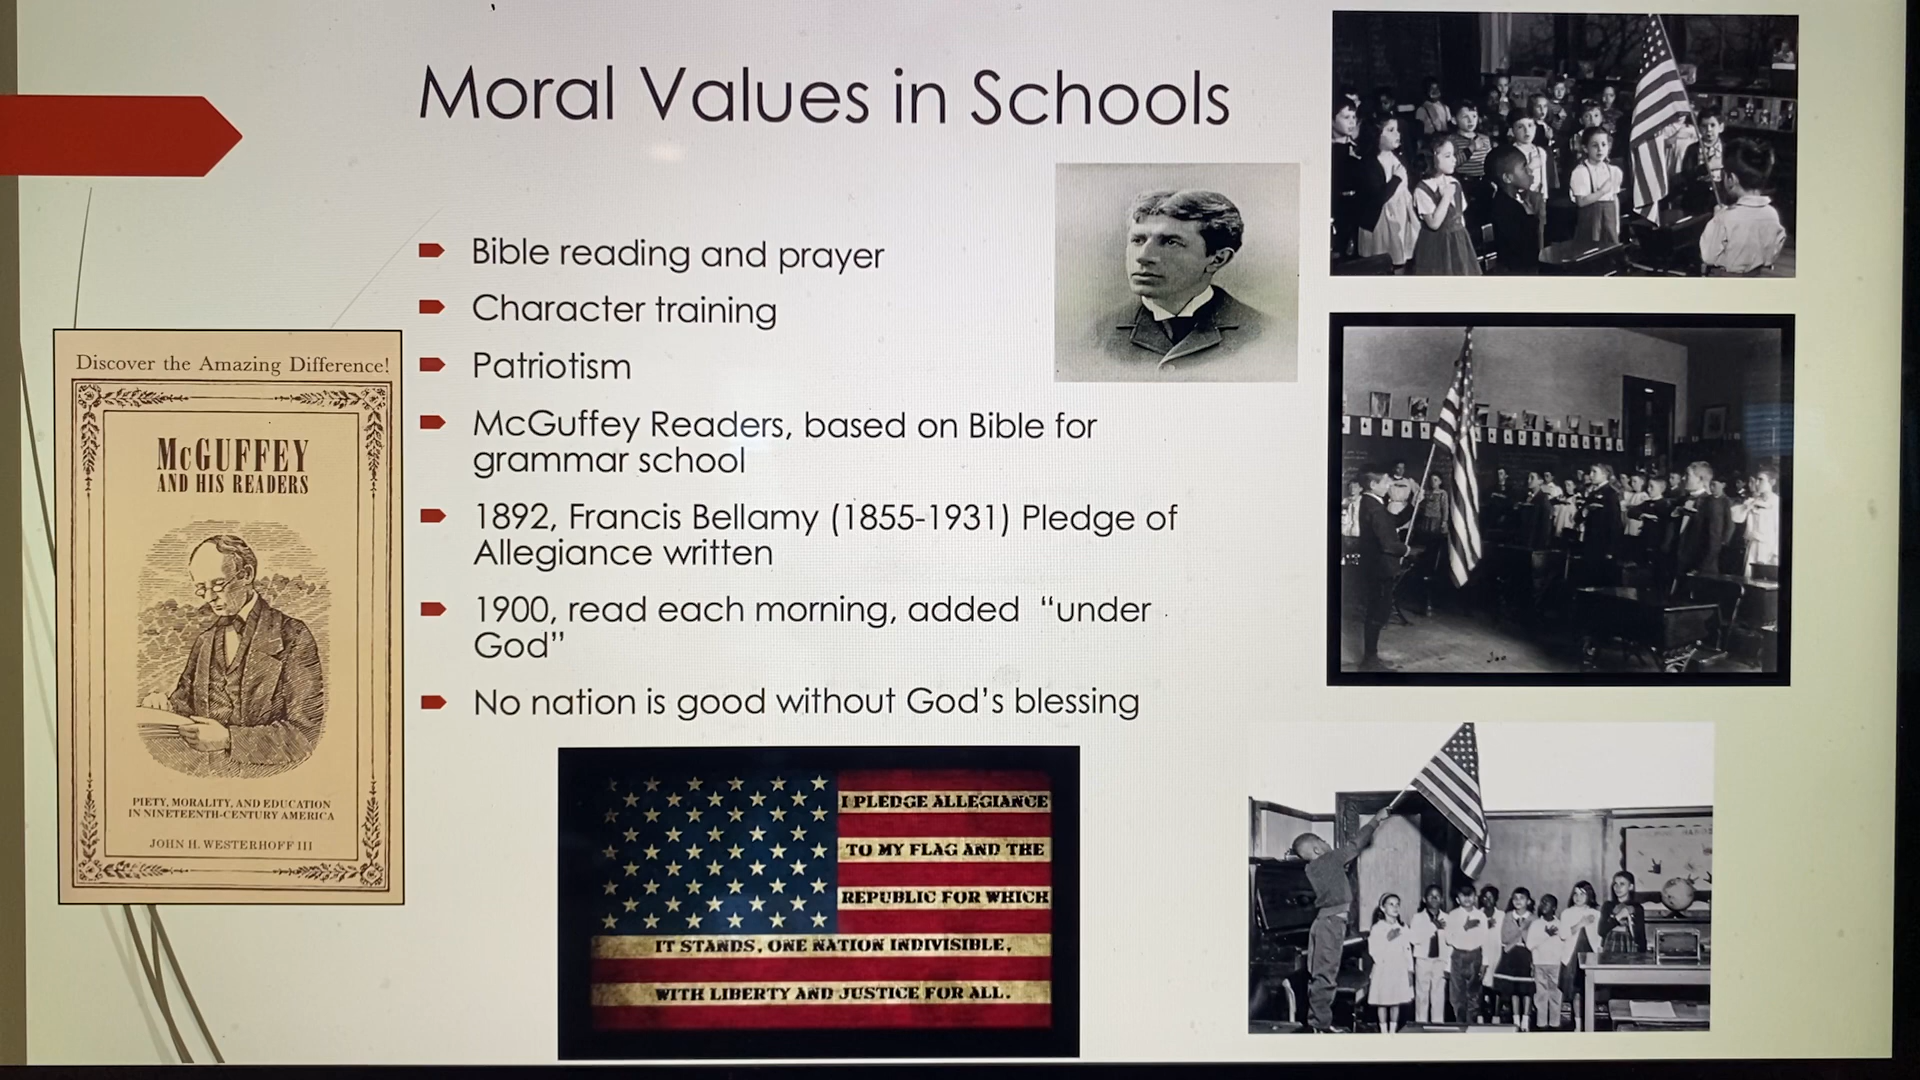 Moral Values in Schools
Bible reading and prayer
Character training
Patriotism
McGuffey Readers, based on Bible for
grammar school
1892, Francis Bellamy (1855-1931) Pledge of
Allegiance written
1900, read each morning, added “under
God”
No nation is good without God’s blessing
Discover the Amazing Difference!
McGUFFEY
AND HIS READERS
PIETY, MORALITY, AND EDUCATION
IN NINETEENTH-CENTURY AMERICA
JOHN H. WESTERHOFF III
I PLEDGE ALLEGIANCE
TO MY FLAG AND THE
REPUBLIC FOR WHICH
IT STANDS, ONE NATION INDIVISIBLE,
WITH LIBERTY AND JUSTICE FOR ALL.